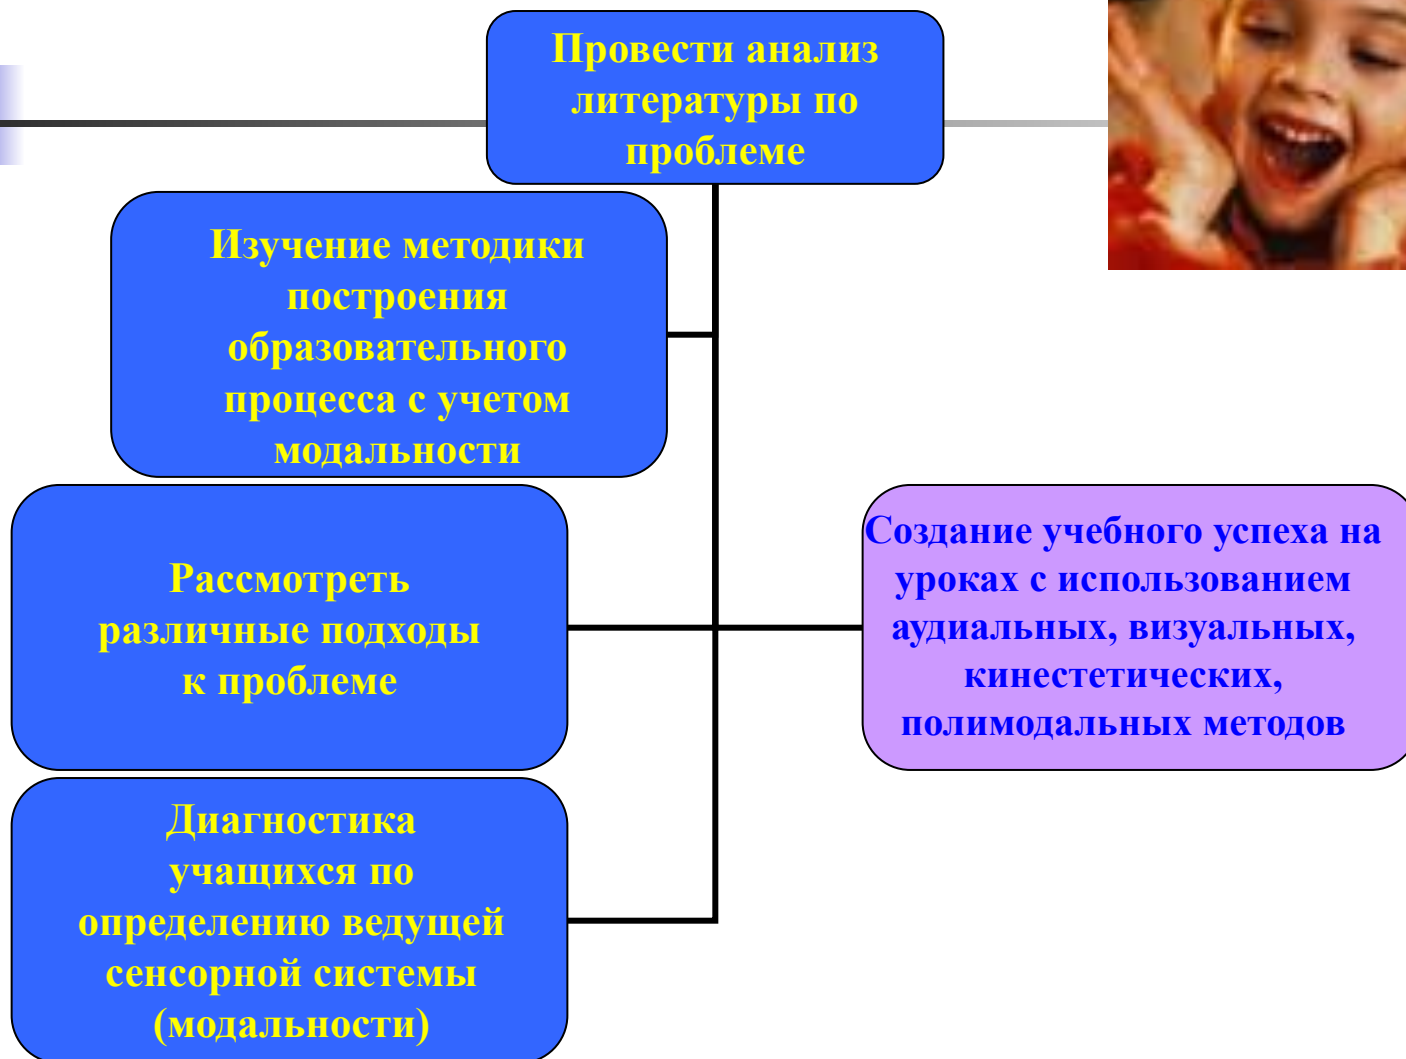 Провести анализ
литературы по
проблеме
Изучение методики
построения
образовательного
процесса с учетом
модальности
Рассмотреть
различные подходы
к проблеме
Создание учебного успеха на
уроках с использованием
аудиальных, визуальных,
кинестетических,
полимодальных методов
Диагностика
учащихся по
определению ведущей
сенсорной системы
(модальности)